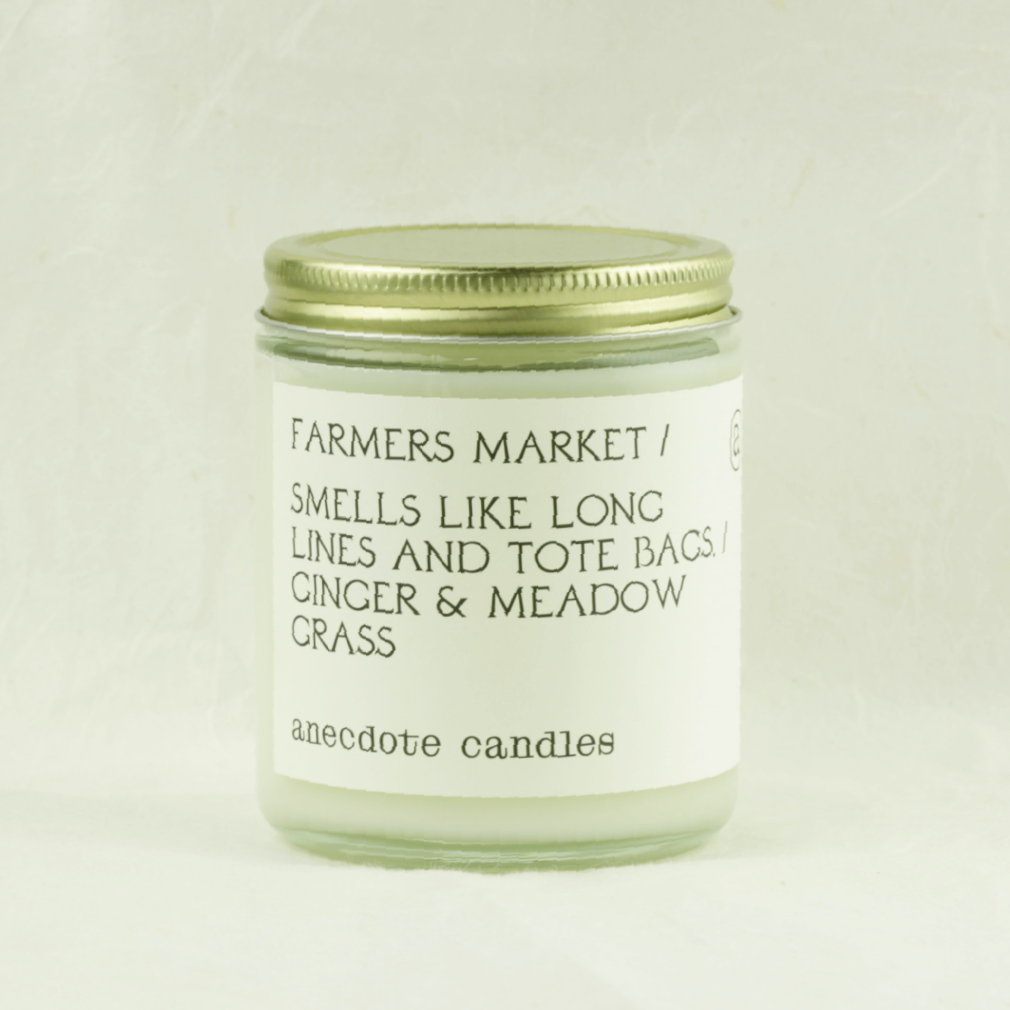 FARMERS MARKET /
SMELLS LIKE LONG
LINES AND TOTE BAGS. /
GINGER & MEADOW
GRASS
anecdote candles